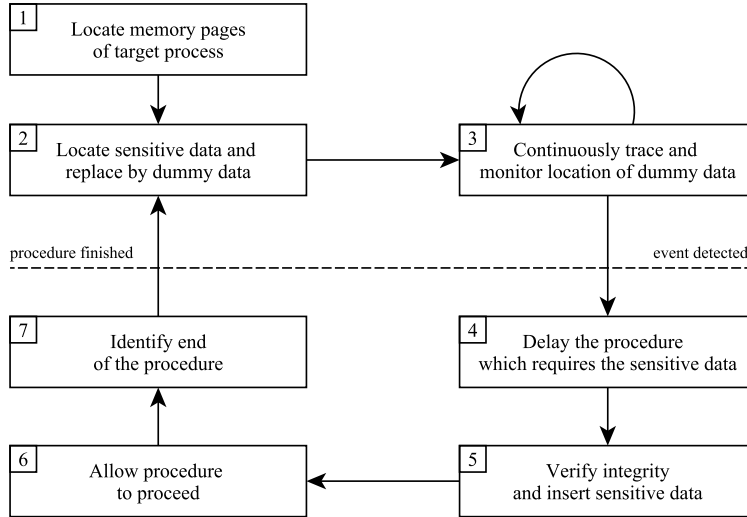 1
Locate memory pages
of target process
2
Locate sensitive data and
replace by dummy data
3
Continuously trace and
monitor location of dummy data
procedure finished
event detected
7
Identify end
of the procedure
4
Delay the procedure
which requires the sensitive data
6
Allow procedure
to proceed
5
Verify integrity
and insert sensitive data